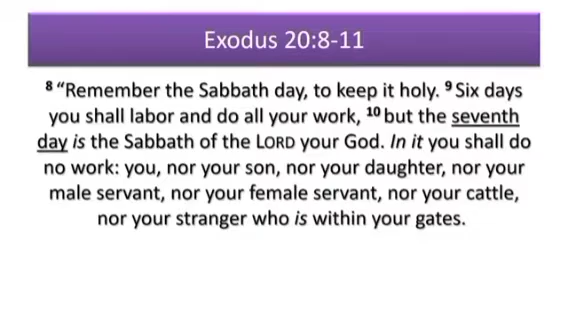 Exodus 20:8-11
⁸ “Remember the Sabbath day, to keep it holy. ⁹ Six days
you shall labor and do all your work, ¹⁰ but the seventh
day is the Sabbath of the LORD your God. In it you shall do
no work: you, nor your son, nor your daughter, nor your
male servant, nor your female servant, nor your cattle,
nor your stranger who is within your gates.